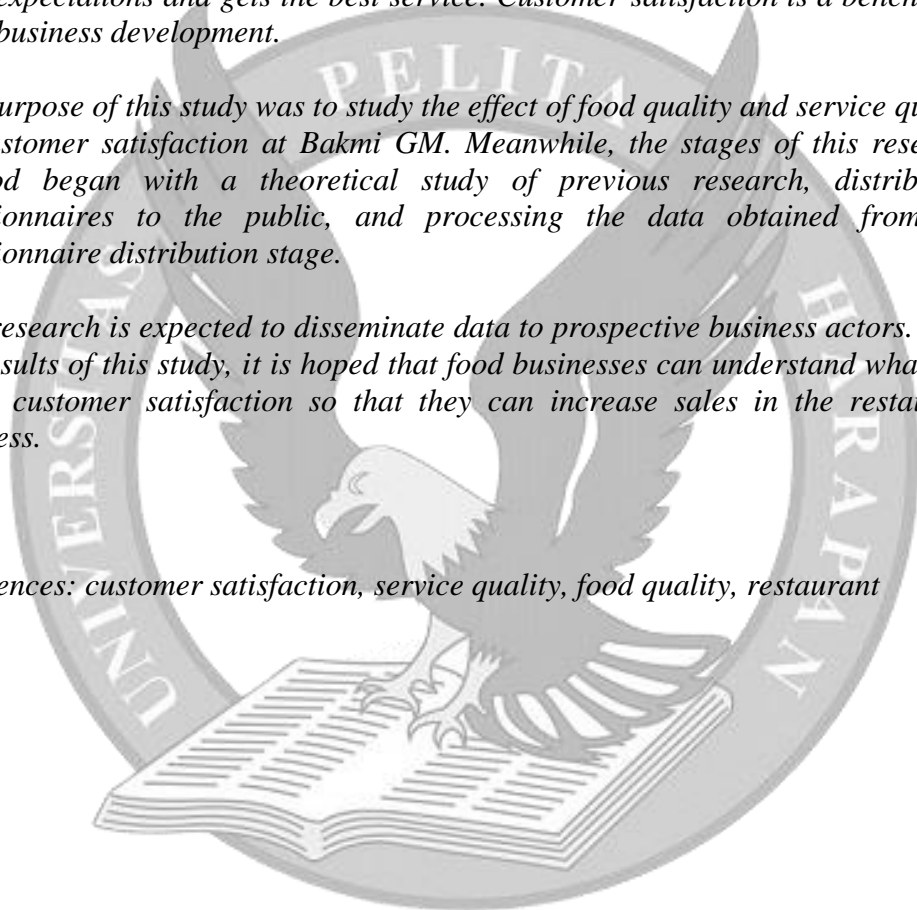 expectations and gets the best service. Customer satisfaction is a bench
business development.
urpose of this study was to study the effect of food quality and service qu
stomer satisfaction at Bakmi GM. Meanwhile, the stages of this rese
od began with a theoretical study of previous research, distrib
ionnaires to the public, and processing the data obtained from
ionnaire distribution stage.
research is expected to disseminate data to prospective business actors.
sults of this study, it is hoped that food businesses can understand wha
customer satisfaction so that they can increase sales in the restau
ess.
ences: customer satisfaction, service quality, food quality, restaurant
UNIVERSITAS PELITA HARAPAN